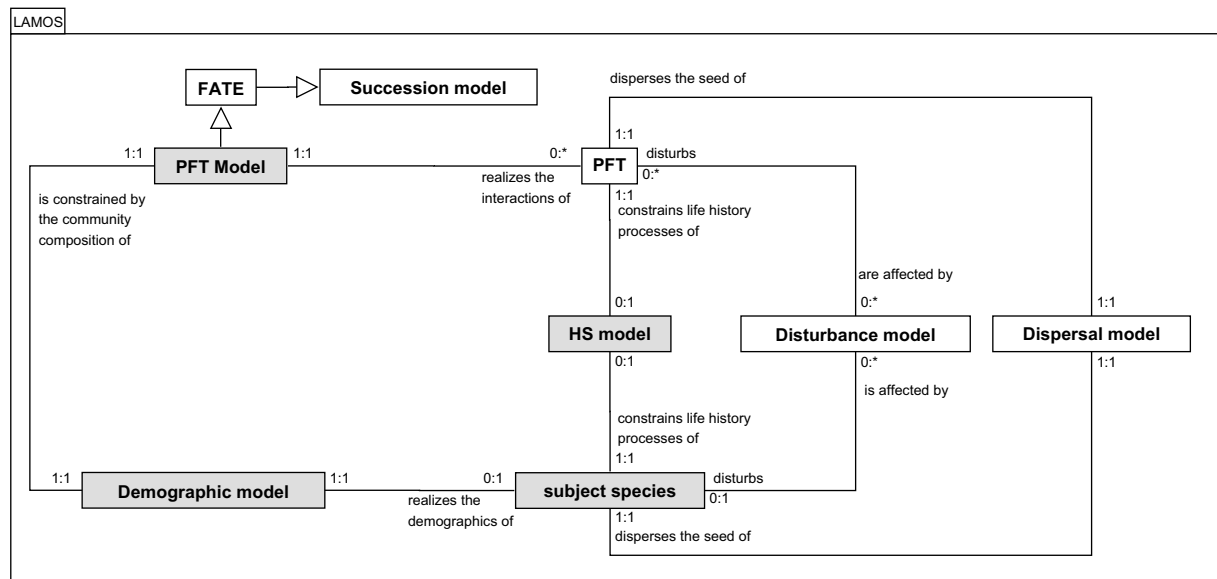 LAMOS
disperses the seed of
FATE
Succession model
1:1
PFT Model
1:1
0:*
PFT
1:1
disturbs
0:*
realizes the
interactions of
is constrained by
the community
composition of
1:1
constrains life history
processes of
are affected by
0:1
0:*
1:1
HS model
Disturbance model
Dispersal model
0:1
0:*
1:1
is affected by
constrains life history
processes of
1:1
1:1
Demographic model
1:1
0:1
subject species
disturbs
0:1
realizes the
demographics of
1:1
disperses the seed of